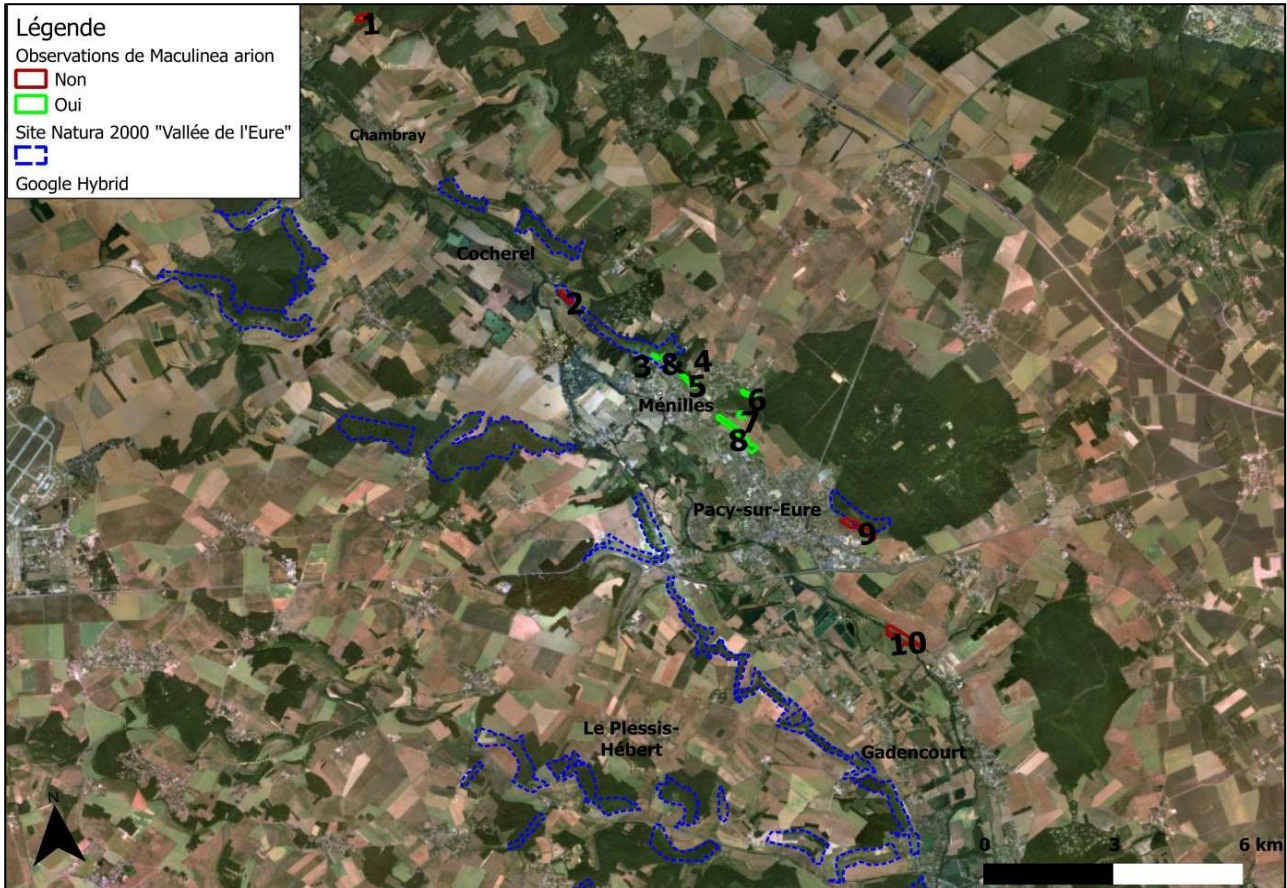 Légende
Observations de Maculinea arion
Non
Oui
Site Natura 2000 "Vallée de l'Eure"
Google Hybrid
1
Chambray
Cocherel
2
3 & 4
5
Ménilles
6
7
8
Pacy-sur-Eure
9
10
Le Plessis-
Hébert
Gadencourt
N
0 3 6 km